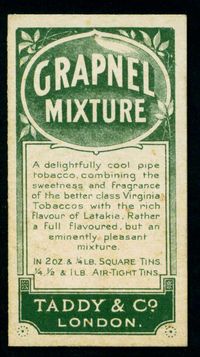 GRAPNEL
MIXTURE
A delightfully cool pipe
tobacco, combining the
sweetness and fragrance
of the better class Virginia
Tobaccos with the rich
Flavour of Latakia. Rather
a full flavoured, but an
eminently pleasant
mixture.
IN 2OZ & ¼LB. SQUARE TINS.
¼, ½ & 1LB. AIR-TIGHT TINS.
TADDY & Co.
LONDON.